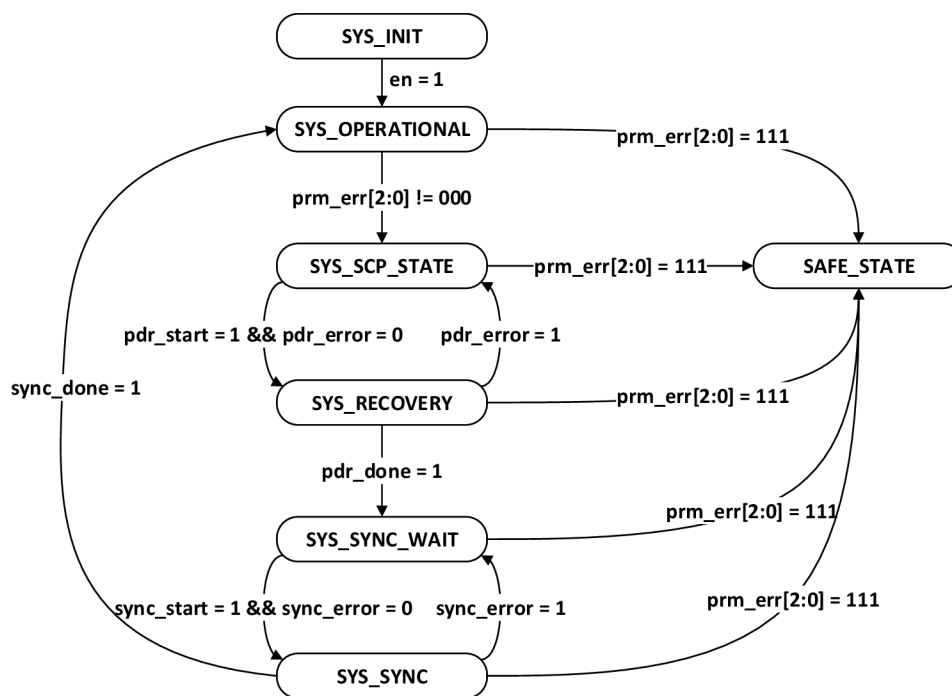 SYS_INIT
en = 1
SYS_OPERATIONAL
prm_err[2:0] = 111
prm_err[2:0] != 000
SYS_SCP_STATE
prm_err[2:0] = 111
SAFE_STATE
pdr_start = 1 && pdr_error = 0
pdr_error = 1
sync_done = 1
SYS_RECOVERY
prm_err[2:0] = 111
pdr_done = 1
prm_err[2:0] = 111
SYS_SYNC_WAIT
sync_start = 1 && sync_error = 0
sync_error = 1
prm_err[2:0] = 111
SYS_SYNC